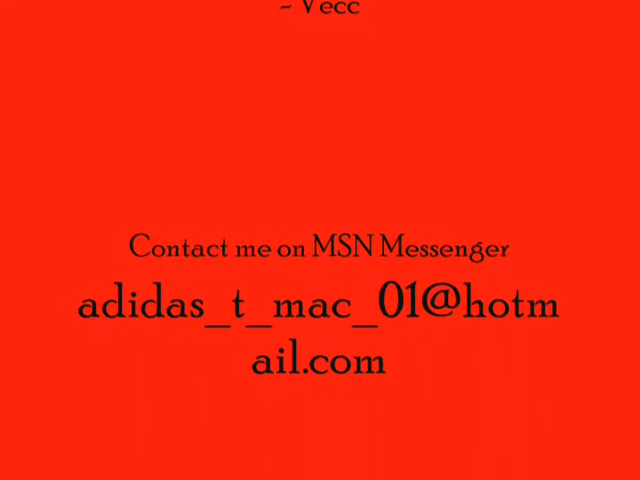 ~ Vecc
Contact me on MSN Messenger
adidas_t_mac_01@hotm
ail.com